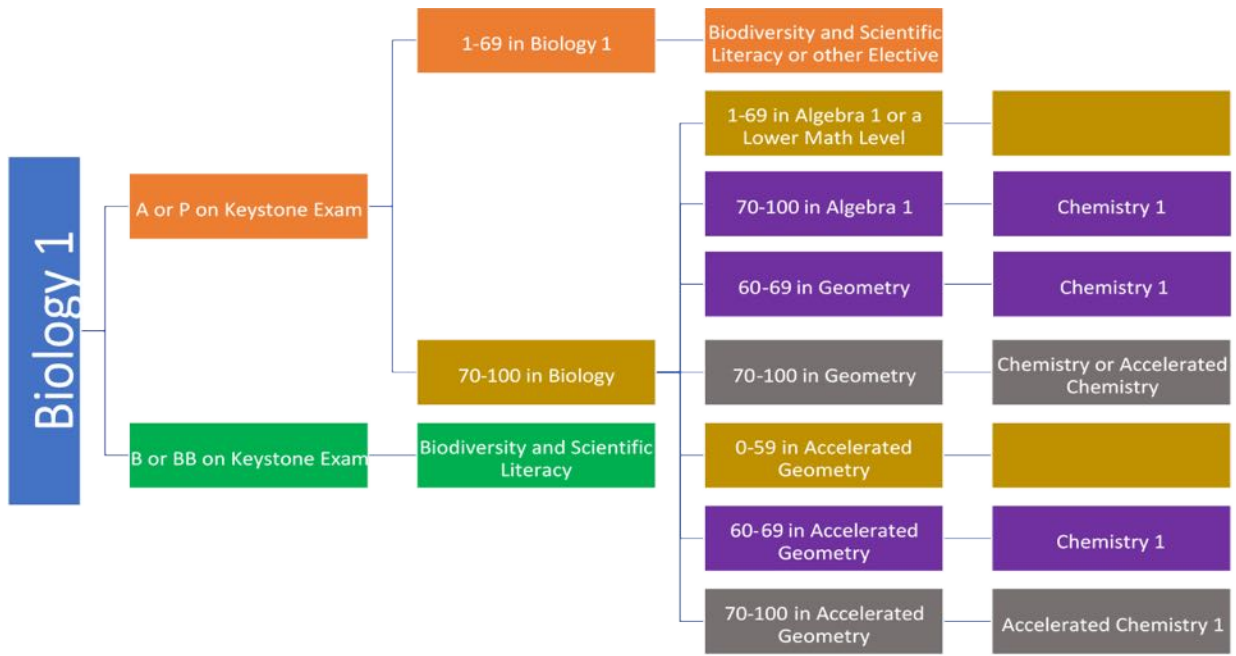 Biology 1
A or P on Keystone Exam
B or BB on Keystone Exam
1-69 in Biology 1
70-100 in Biology
Biodiversity and Scientific
Literacy
Biodiversity and Scientific
Literacy or other Elective
1-69 in Algebra 1 or a
Lower Math Level
70-100 in Algebra 1
Chemistry 1
60-69 in Geometry
Chemistry 1
70-100 in Geometry
Chemistry or Accelerated
Chemistry
0-59 in Accelerated
Geometry
60-69 in Accelerated
Geometry
Chemistry 1
70-100 in Accelerated
Geometry
Accelerated Chemistry 1